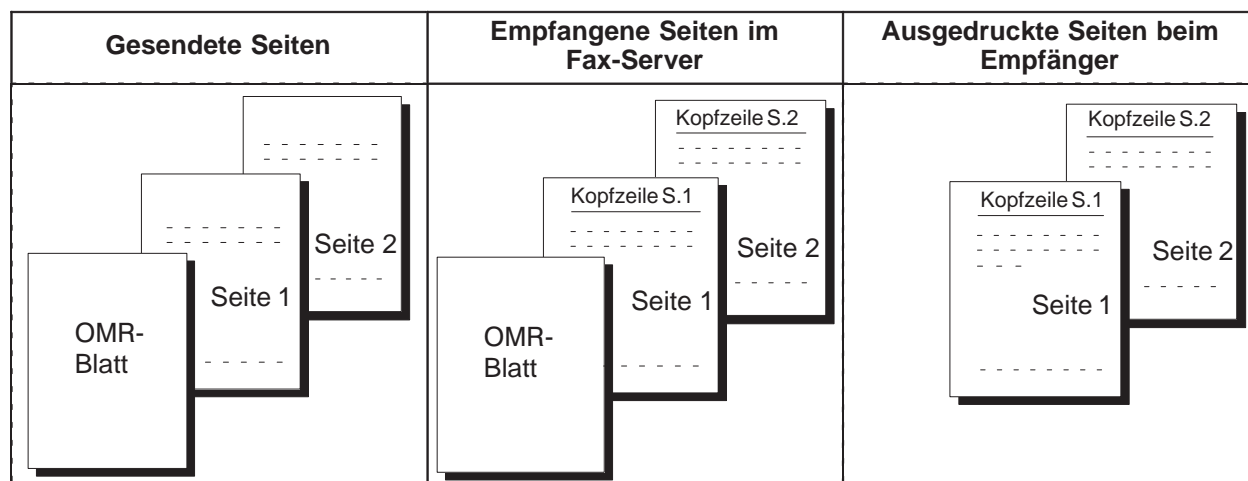 Gesendete Seiten
Empfangene Seiten im
Fax-Server
Ausgedruckte Seiten beim
Empfänger
Seite 2
Seite 1
OMR-
Blatt
Kopfzeile S.2
Seite 2
Kopfzeile S.1
Seite 1
OMR-
Blatt
Kopfzeile S.2
Seite 2
Kopfzeile S.1
Seite 1